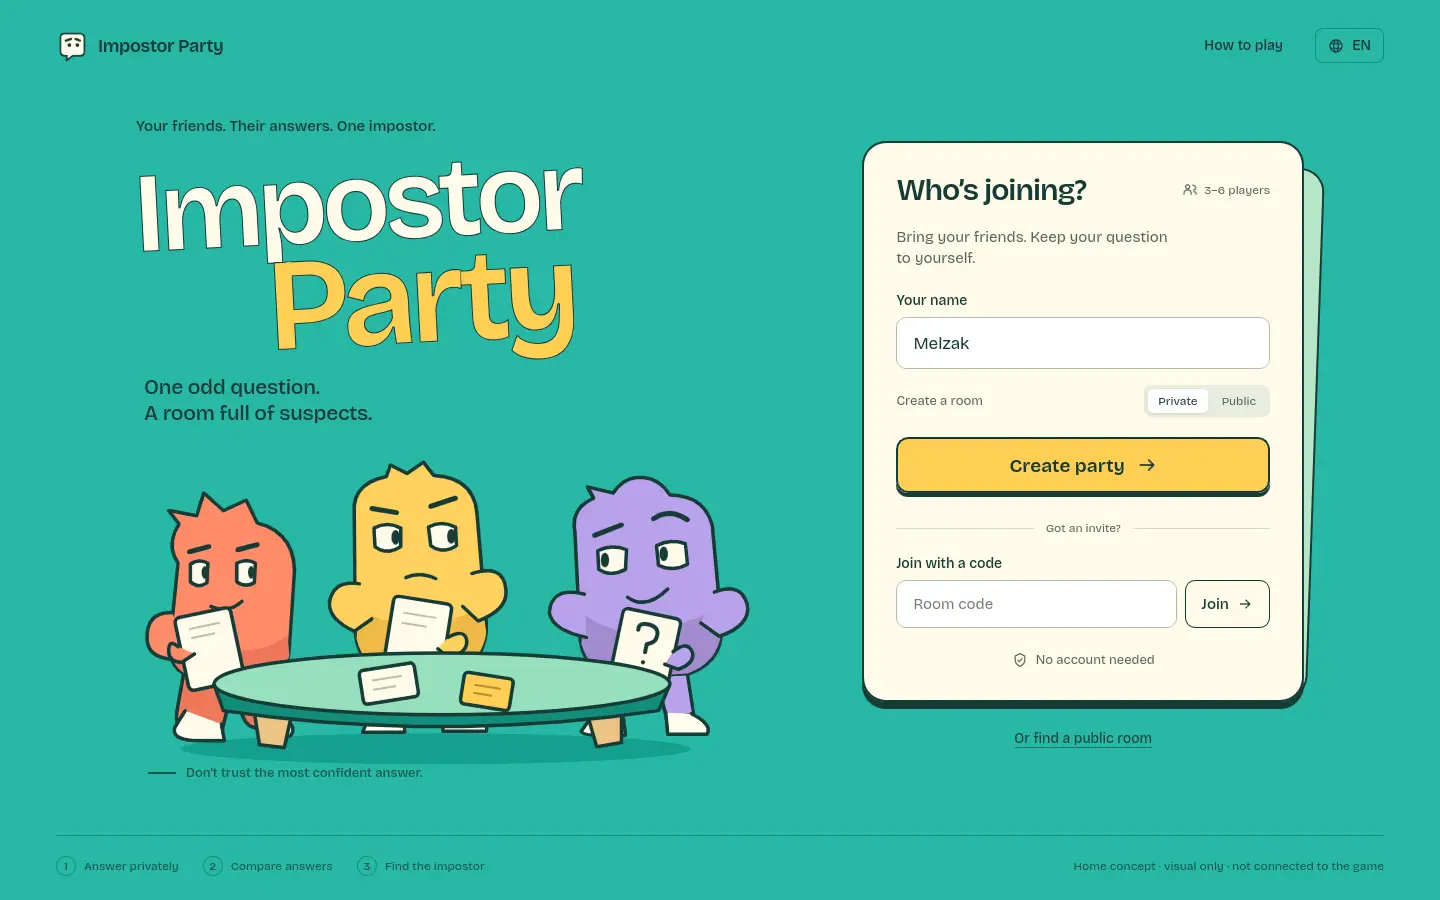 Impostor Party
How to play
EN
Your friends. Their answers. One impostor.
Impostor
Party
One odd question.
A room full of suspects.
?
Don't trust the most confident answer.
Who's joining?
3–6 players
Bring your friends. Keep your question
to yourself.
Your name
Melzak
Create a room
Private
Public
Create party →
Got an invite?
Join with a code
Room code
Join →
No account needed
Or find a public room
1 Answer privately
2 Compare answers
3 Find the impostor
Home concept · visual only · not connected to the game